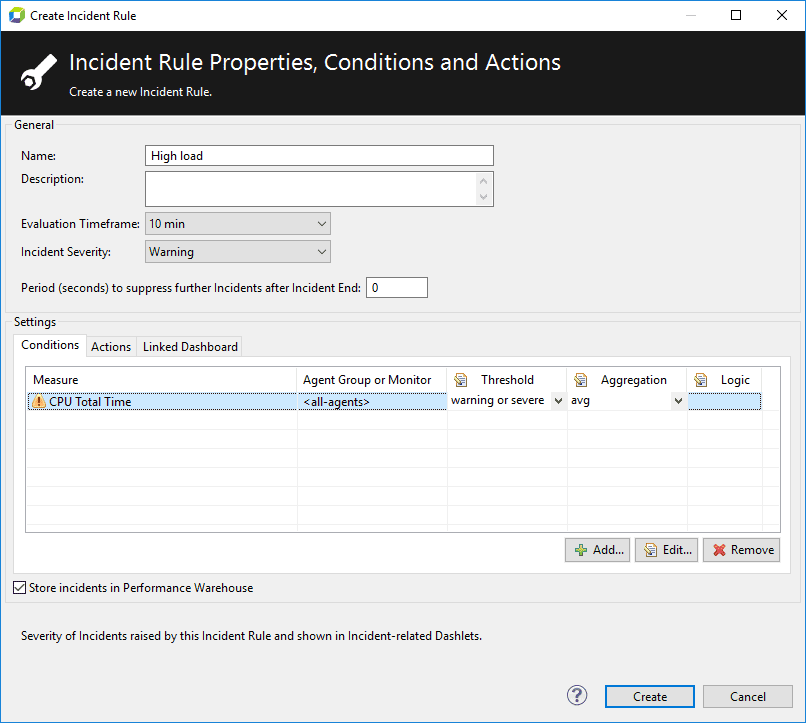 Create Incident Rule
Incident Rule Properties, Conditions and Actions
Create a new Incident Rule.
General
Name: High load
Description:
Evaluation Timeframe: 10 min
Incident Severity: Warning
Period (seconds) to suppress further Incidents after Incident End: 0
Settings
Conditions Actions Linked Dashboard
Measure Agent Group or Monitor Threshold Aggregation Logic
CPU Total Time <all-agents> warning or severe avg
Add... Edit... Remove
Store incidents in Performance Warehouse
Severity of Incidents raised by this Incident Rule and shown in Incident-related Dashlets.
? Create Cancel